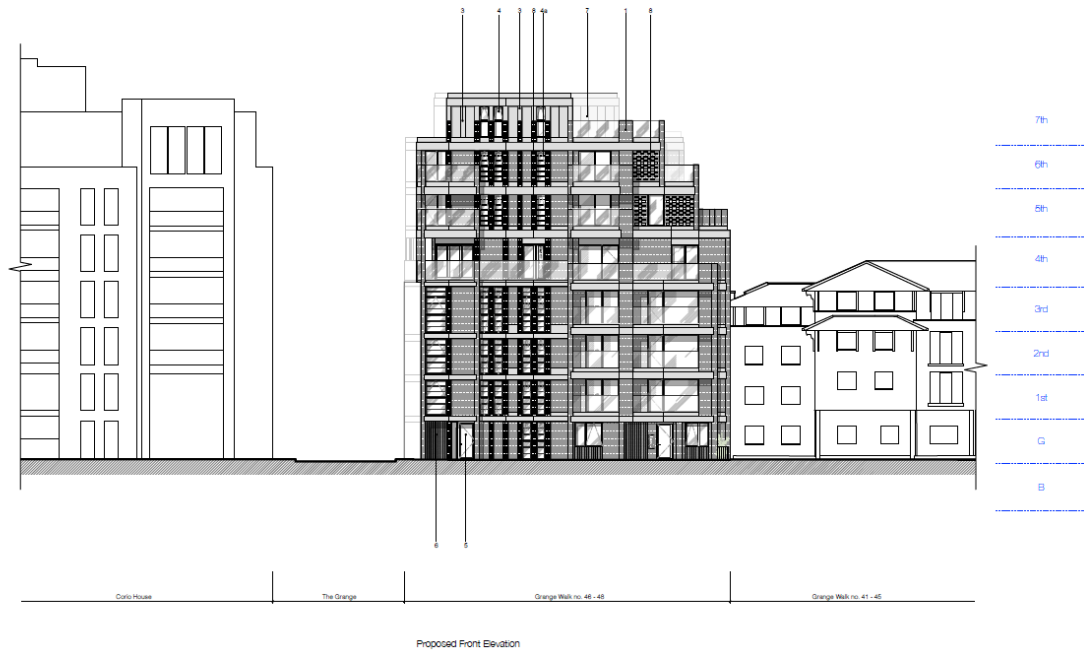 3 4 3 8 4a 7 1 8
7th
6th
5th
4th
3rd
2nd
1st
G
B
6 5
Corio House The Grange Grange Walk no. 46 - 48 Grange Walk no. 41 - 45
Proposed Front Elevation